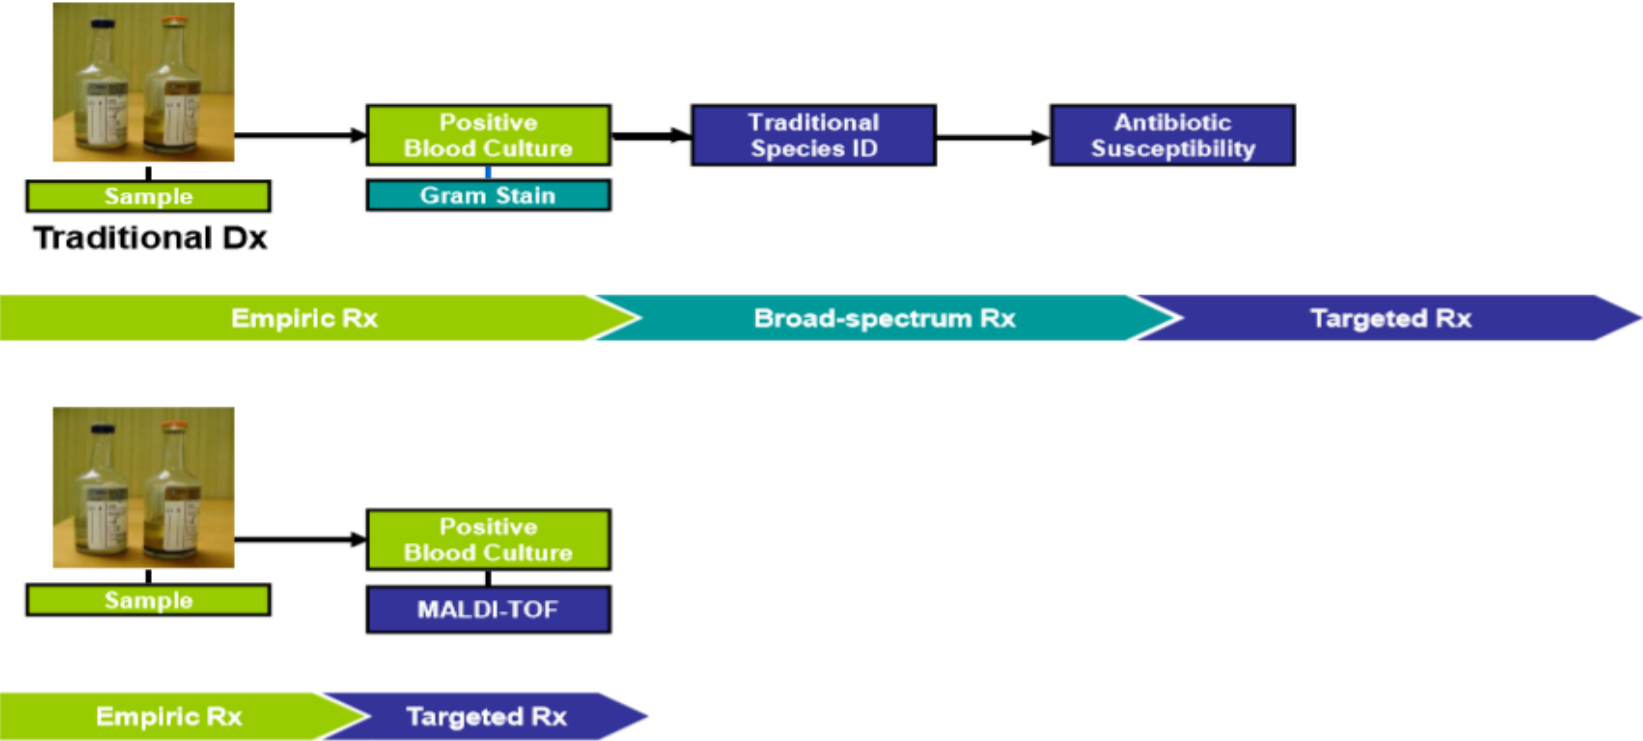 Positive
Blood Culture
Traditional
Species ID
Antibiotic
Susceptibility
Sample
Gram Stain
Traditional Dx
Empiric Rx
Broad-spectrum Rx
Targeted Rx
Positive
Blood Culture
Sample
MALDI-TOF
Empiric Rx
Targeted Rx